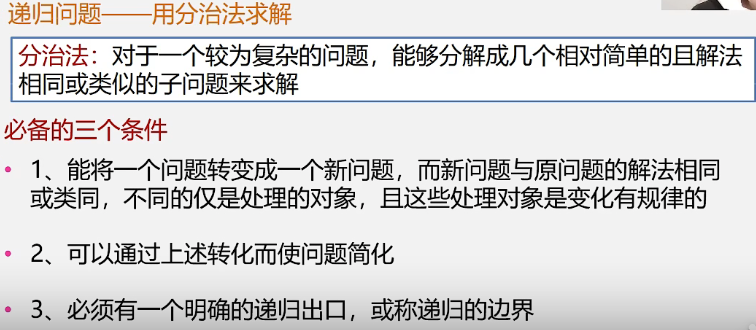 递归问题——用分治法求解
分治法：对于一个较为复杂的问题，能够分解成几个相对简单的且解法
相同或类似的子问题来求解
必备的三个条件
• 1、能将一个问题转变成一个新问题，而新问题与原问题的解法相同
或类同，不同的仅是处理的对象，且这些处理对象是变化有规律的
• 2、可以通过上述转化而使问题简化
• 3、必须有一个明确的递归出口，或称递归的边界